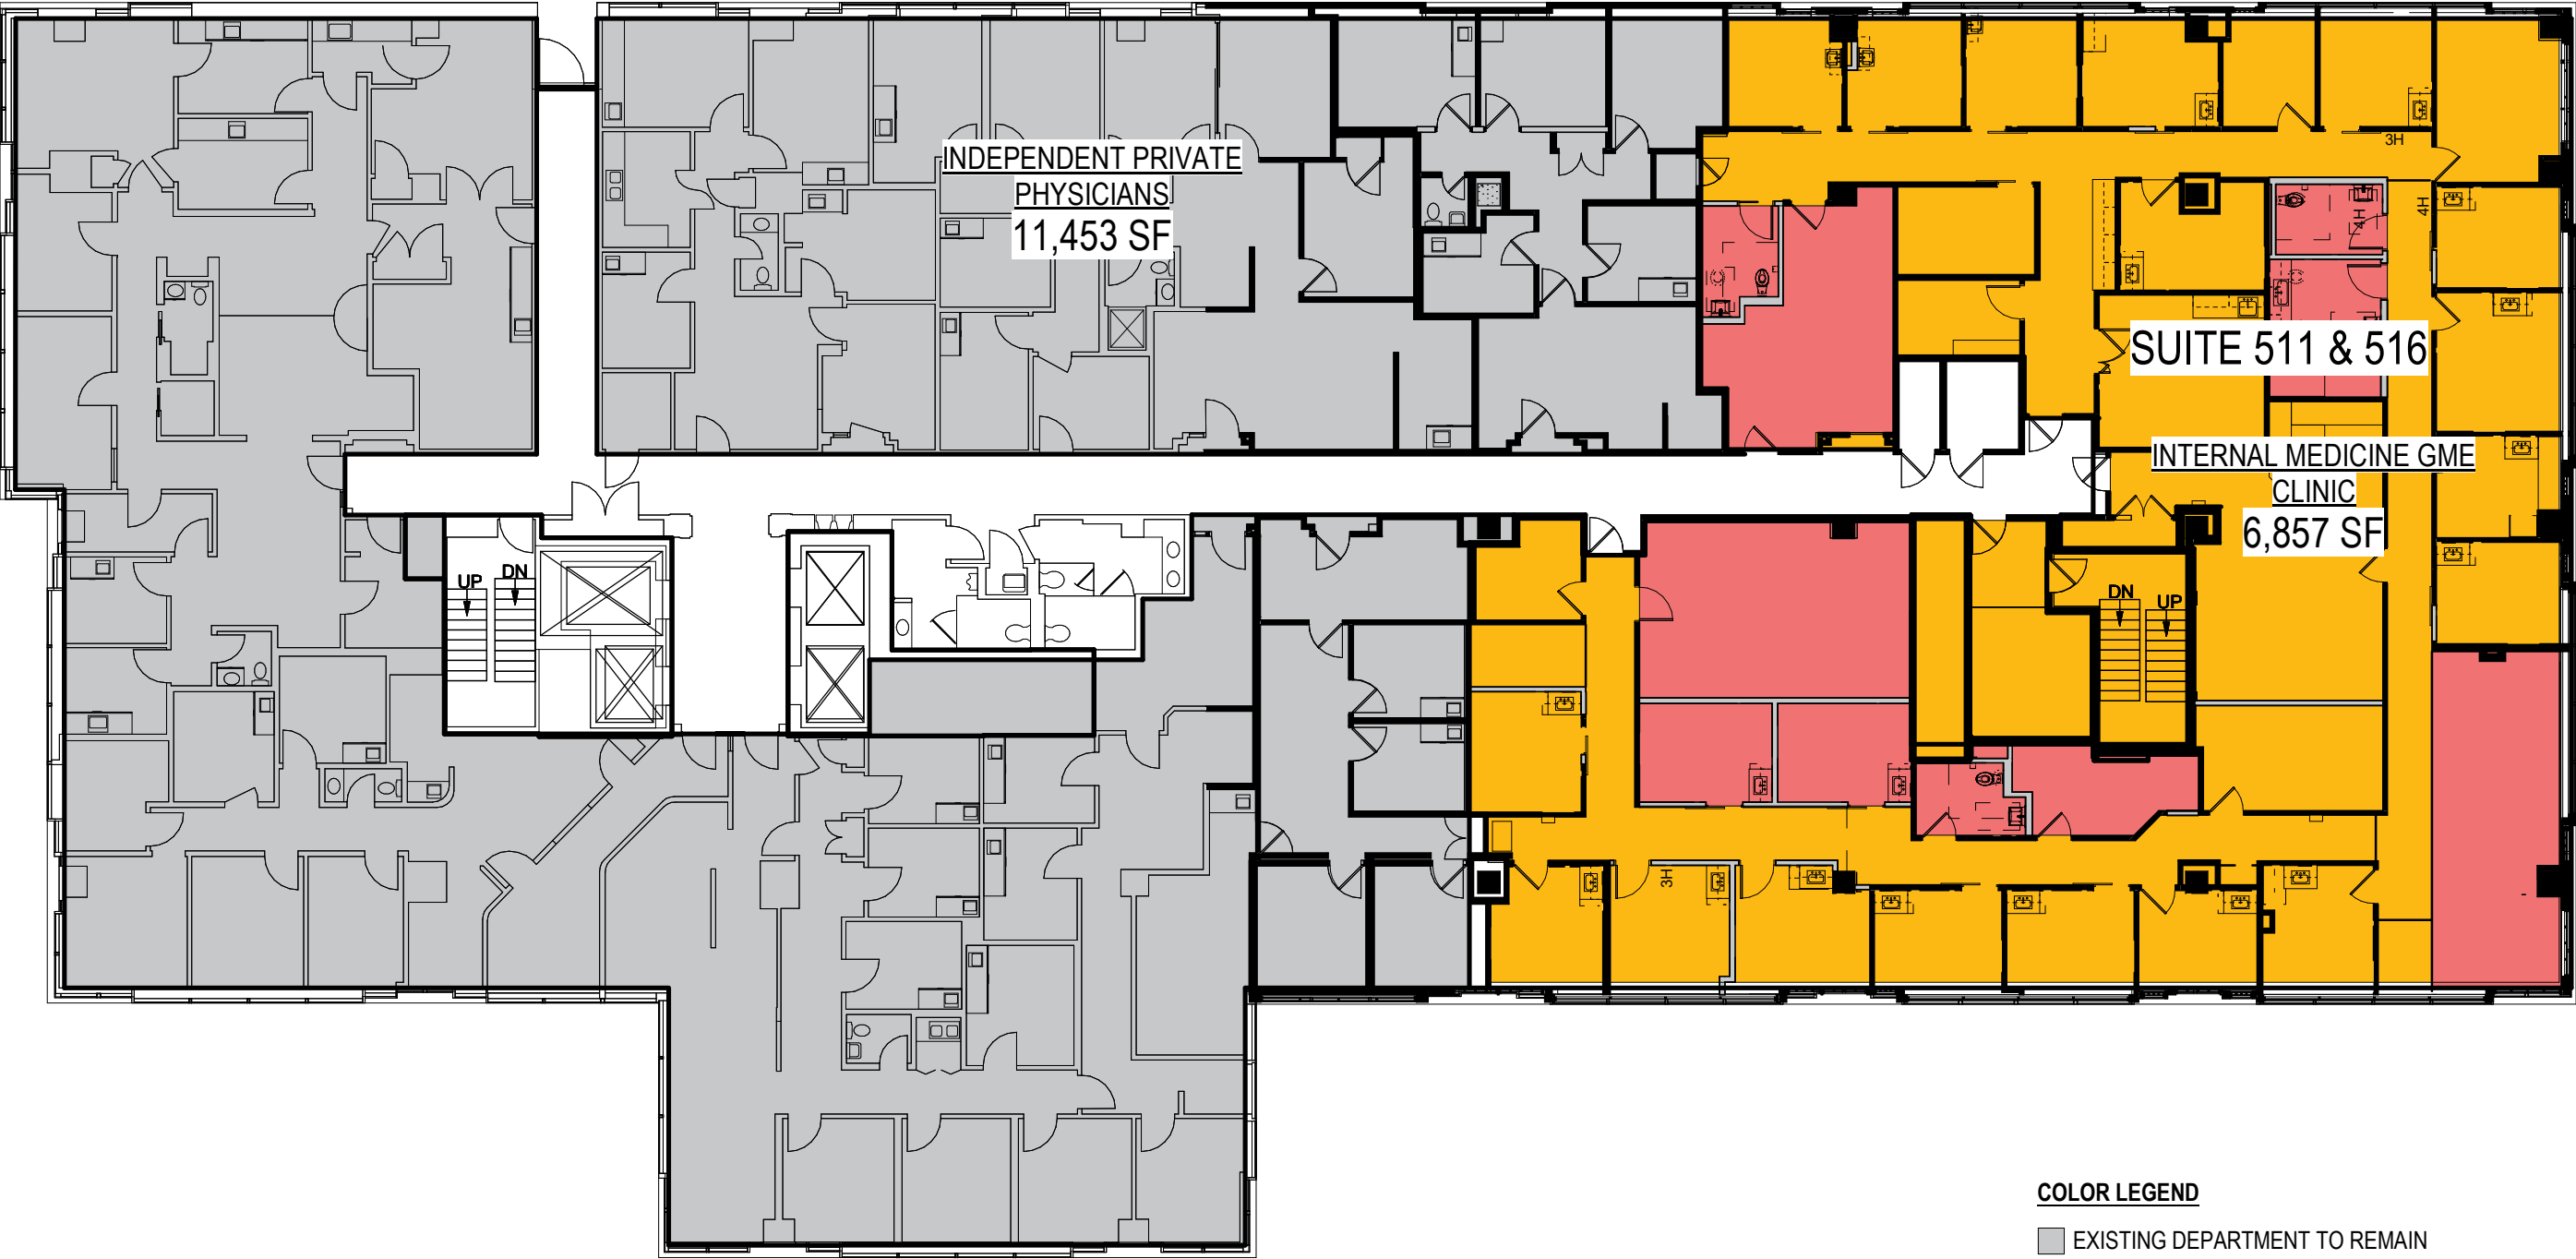 INDEPENDENT PRIVATE
PHYSICIANS
11,453 SF
3H
4H
4H
SUITE 511 & 516
INTERNAL MEDICINE GME
CLINIC
6,857 SF
UP
DN
DN
UP
3H
COLOR LEGEND
EXISTING DEPARTMENT TO REMAIN